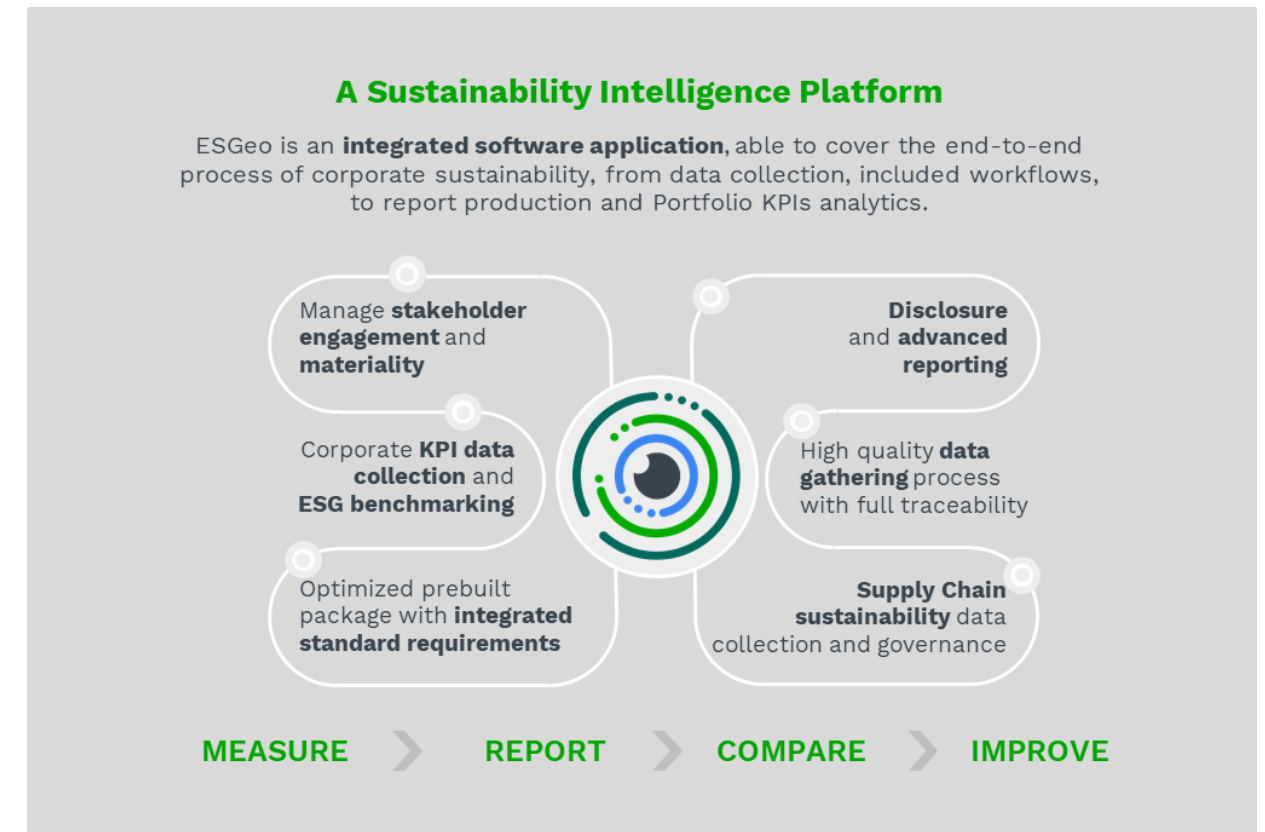 A Sustainability Intelligence Platform
ESGeo is an integrated software application, able to cover the end-to-end
process of corporate sustainability, from data collection, included workflows,
to report production and Portfolio KPIs analytics.
Manage stakeholder
engagement and
materiality
Corporate KPI data
collection and
ESG benchmarking
Optimized prebuilt
package with integrated
standard requirements
Disclosure
and advanced
reporting
High quality data
gathering process
with full traceability
Supply Chain
sustainability data
collection and governance
MEASURE
REPORT
COMPARE
IMPROVE